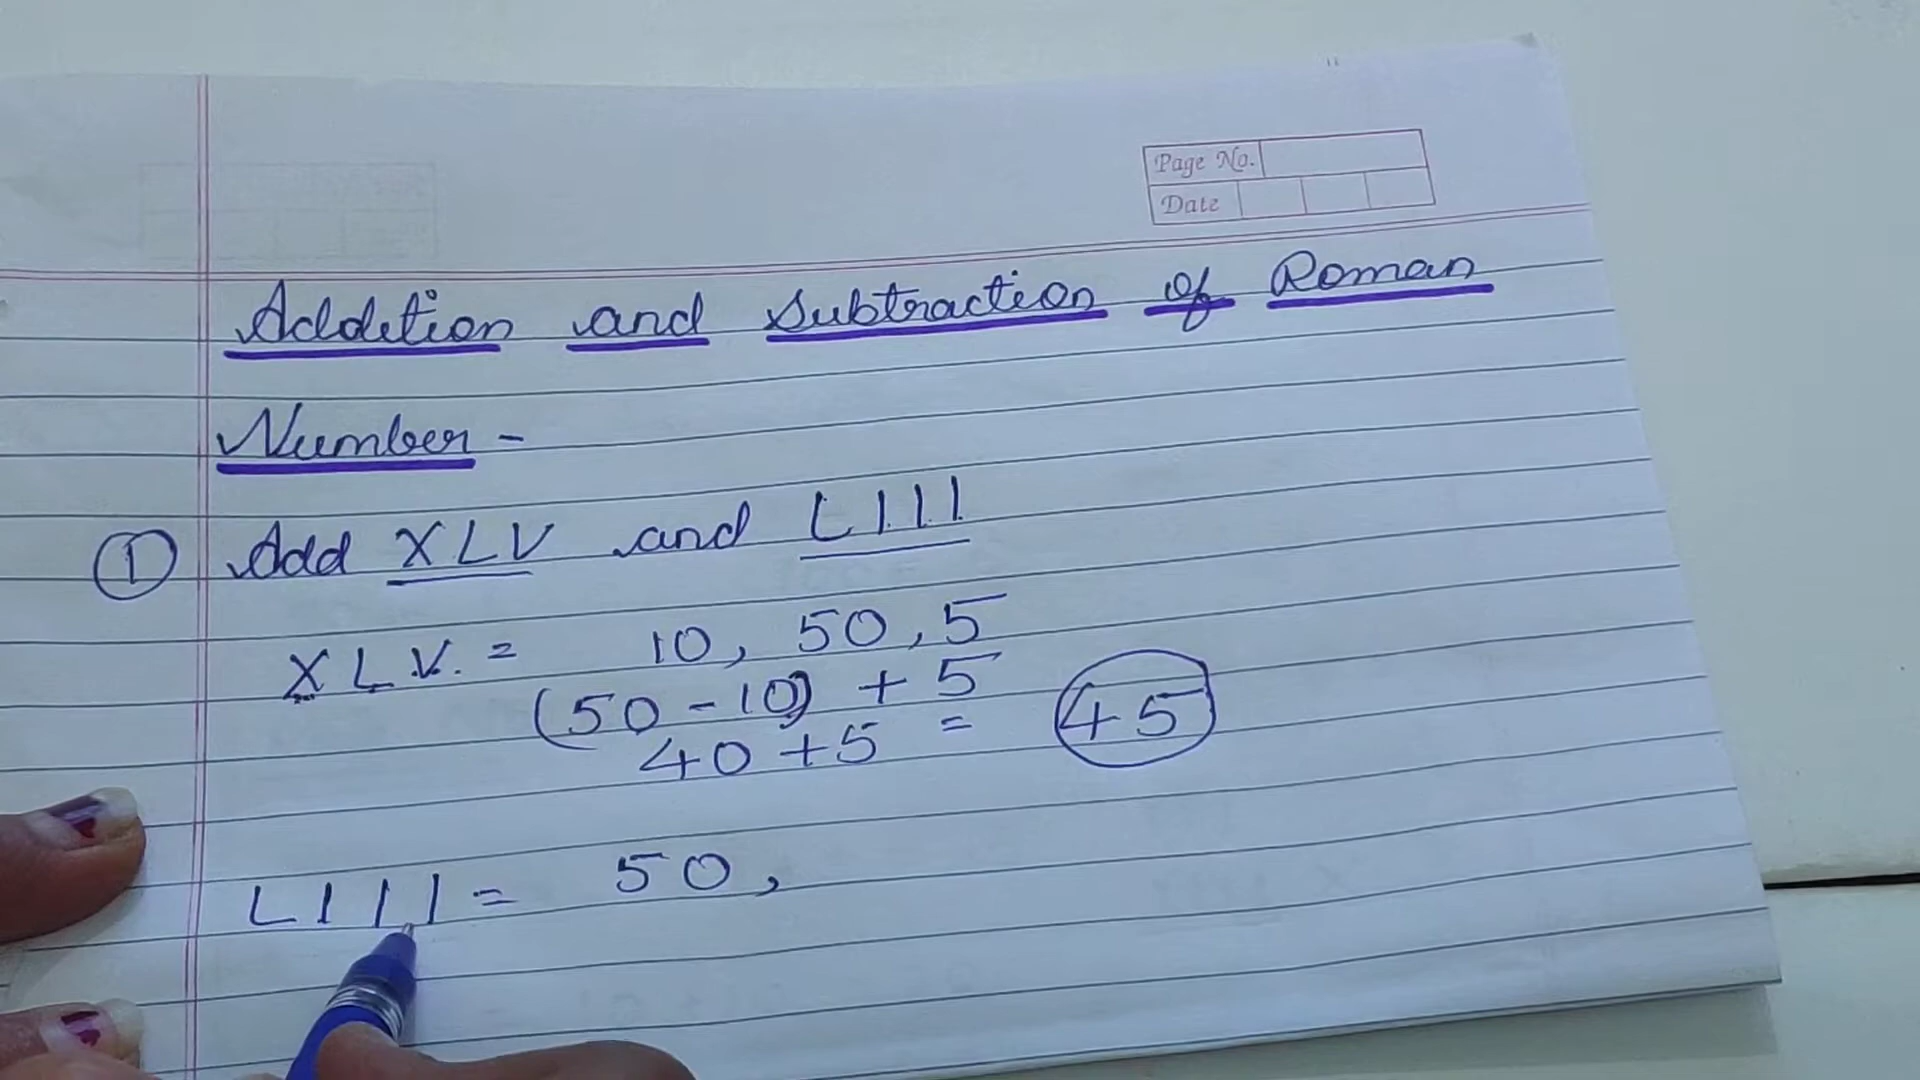 Page No.
Date
Addition and Subtraction of Roman
Number -
① Add XLV and LIII
XLV. = 10, 50, 5
(50 - 10) + 5
40 + 5 = 45
LIII = 50,